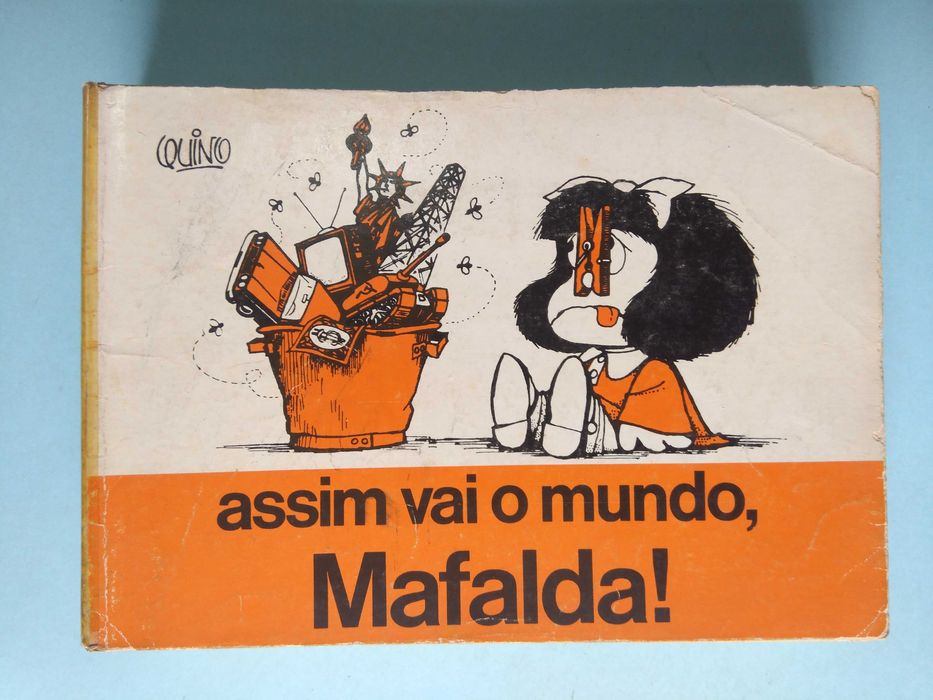 QUINO
assim vai o mundo,
Mafalda!